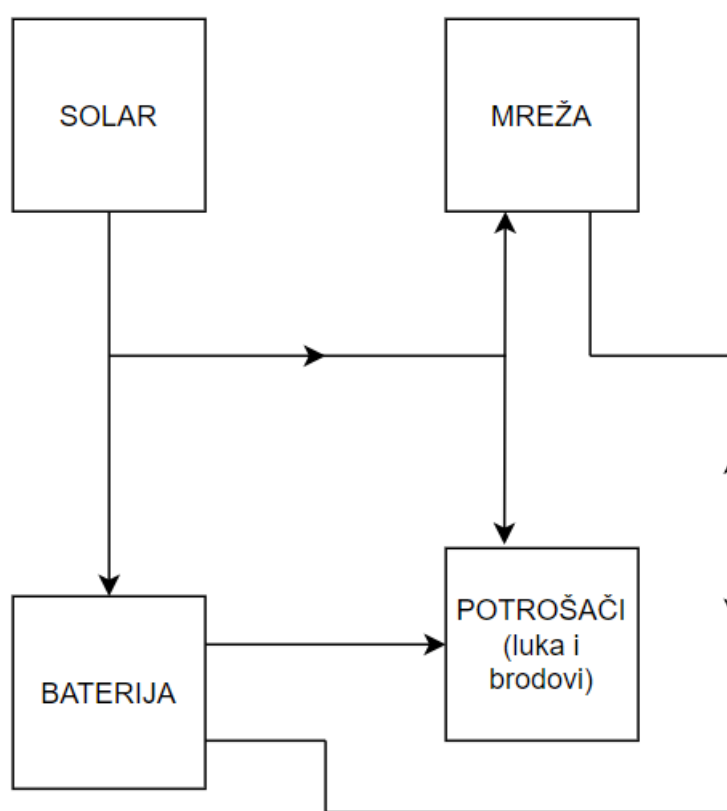 SOLAR
MREŽA
POTROŠAČI
(luka i
brodovi)
BATERIJA